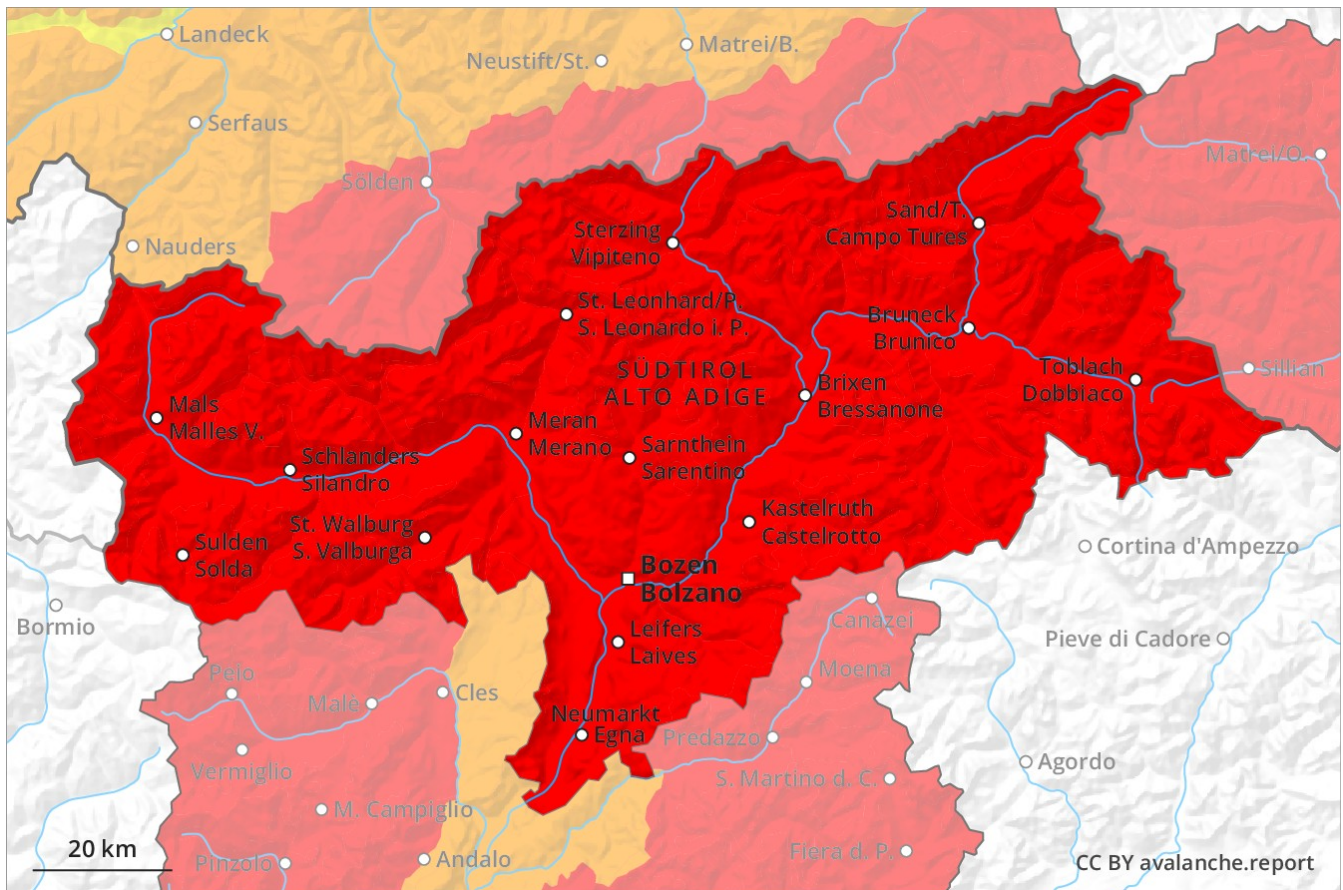 Landeck
Neustift/St.
Matrei/B.
Serfaus
Sölden
Matrei/O.
Nauders
Sterzing
Vipiteno
Sand/T.
Campo Tures
St. Leonhard/P.
S. Leonardo i. P.
Bruneck
Brunico
SÜDTIROL
ALTO ADIGE
Toblach
Dobbiaco
Sillian
Brixen
Bressanone
Mals
Malles V.
Meran
Merano
Sarnthein
Sarentino
Schlanders
Silandro
St. Walburg
S. Valburga
Kastelruth
Castelrotto
Sulden
Solda
Cortina d'Ampezzo
Bozen
Bolzano
Bormio
Leifers
Laives
Canazei
Pieve di Cadore
Moena
Peio
Malè
Cles
Neumarkt
Egna
Predazzo
Vermiglio
S. Martino d. C.
Agordo
M. Campiglio
20 km
Pinzolo
Andalo
Fiera d. P.
CC BY avalanche.report